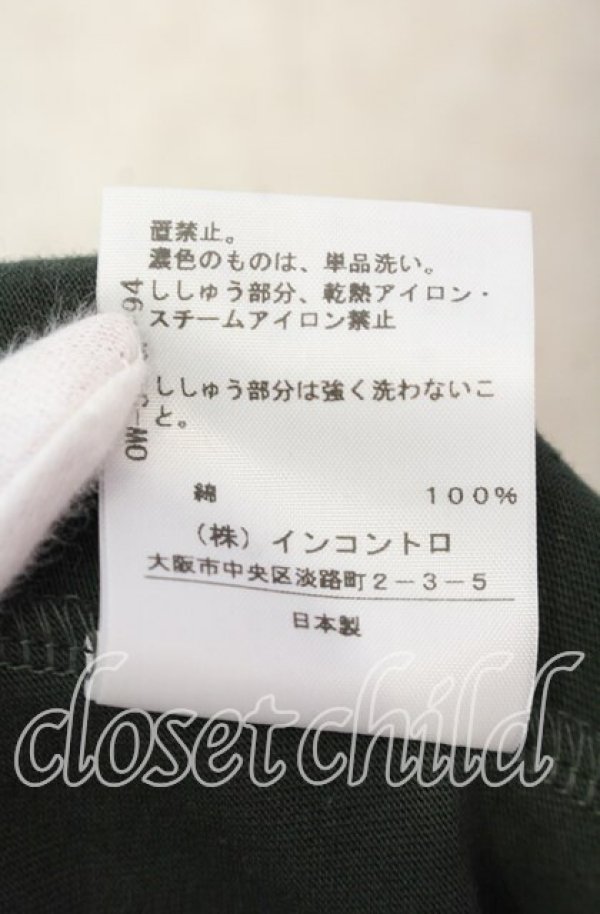 置禁止。
濃色のものは、単品洗い。
ししゅう部分、乾熱アイロン・
スチームアイロン禁止
ししゅう部分は強く洗わないこ
と。
綿 100%
(株)インコントロ
大阪市中央区淡路町2-3-5
日本製
94
OW-
closet child